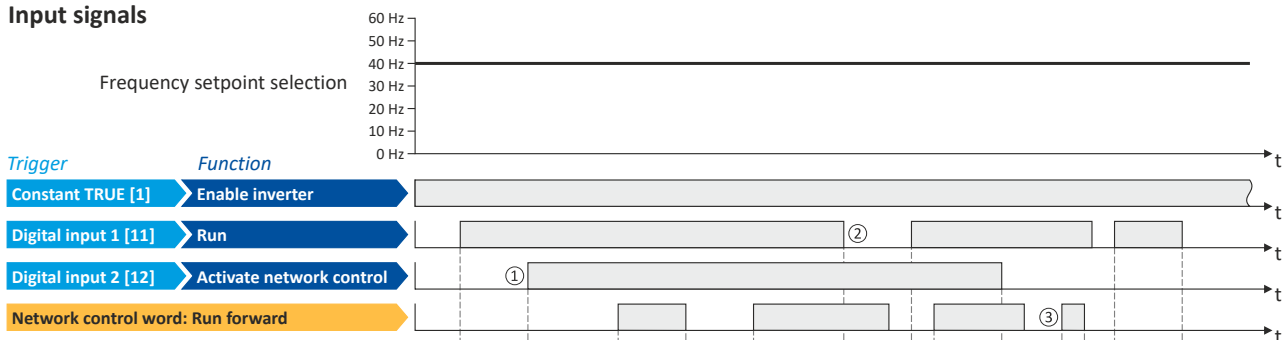 Input signals
60 Hz
50 Hz
40 Hz
Frequency setpoint selection
30 Hz
20 Hz
10 Hz
0 Hz
t
Trigger Function
Constant TRUE [1] Enable inverter
t
Digital input 1 [11] Run
②
t
Digital input 2 [12] Activate network control
①
t
Network control word: Run forward
③
t